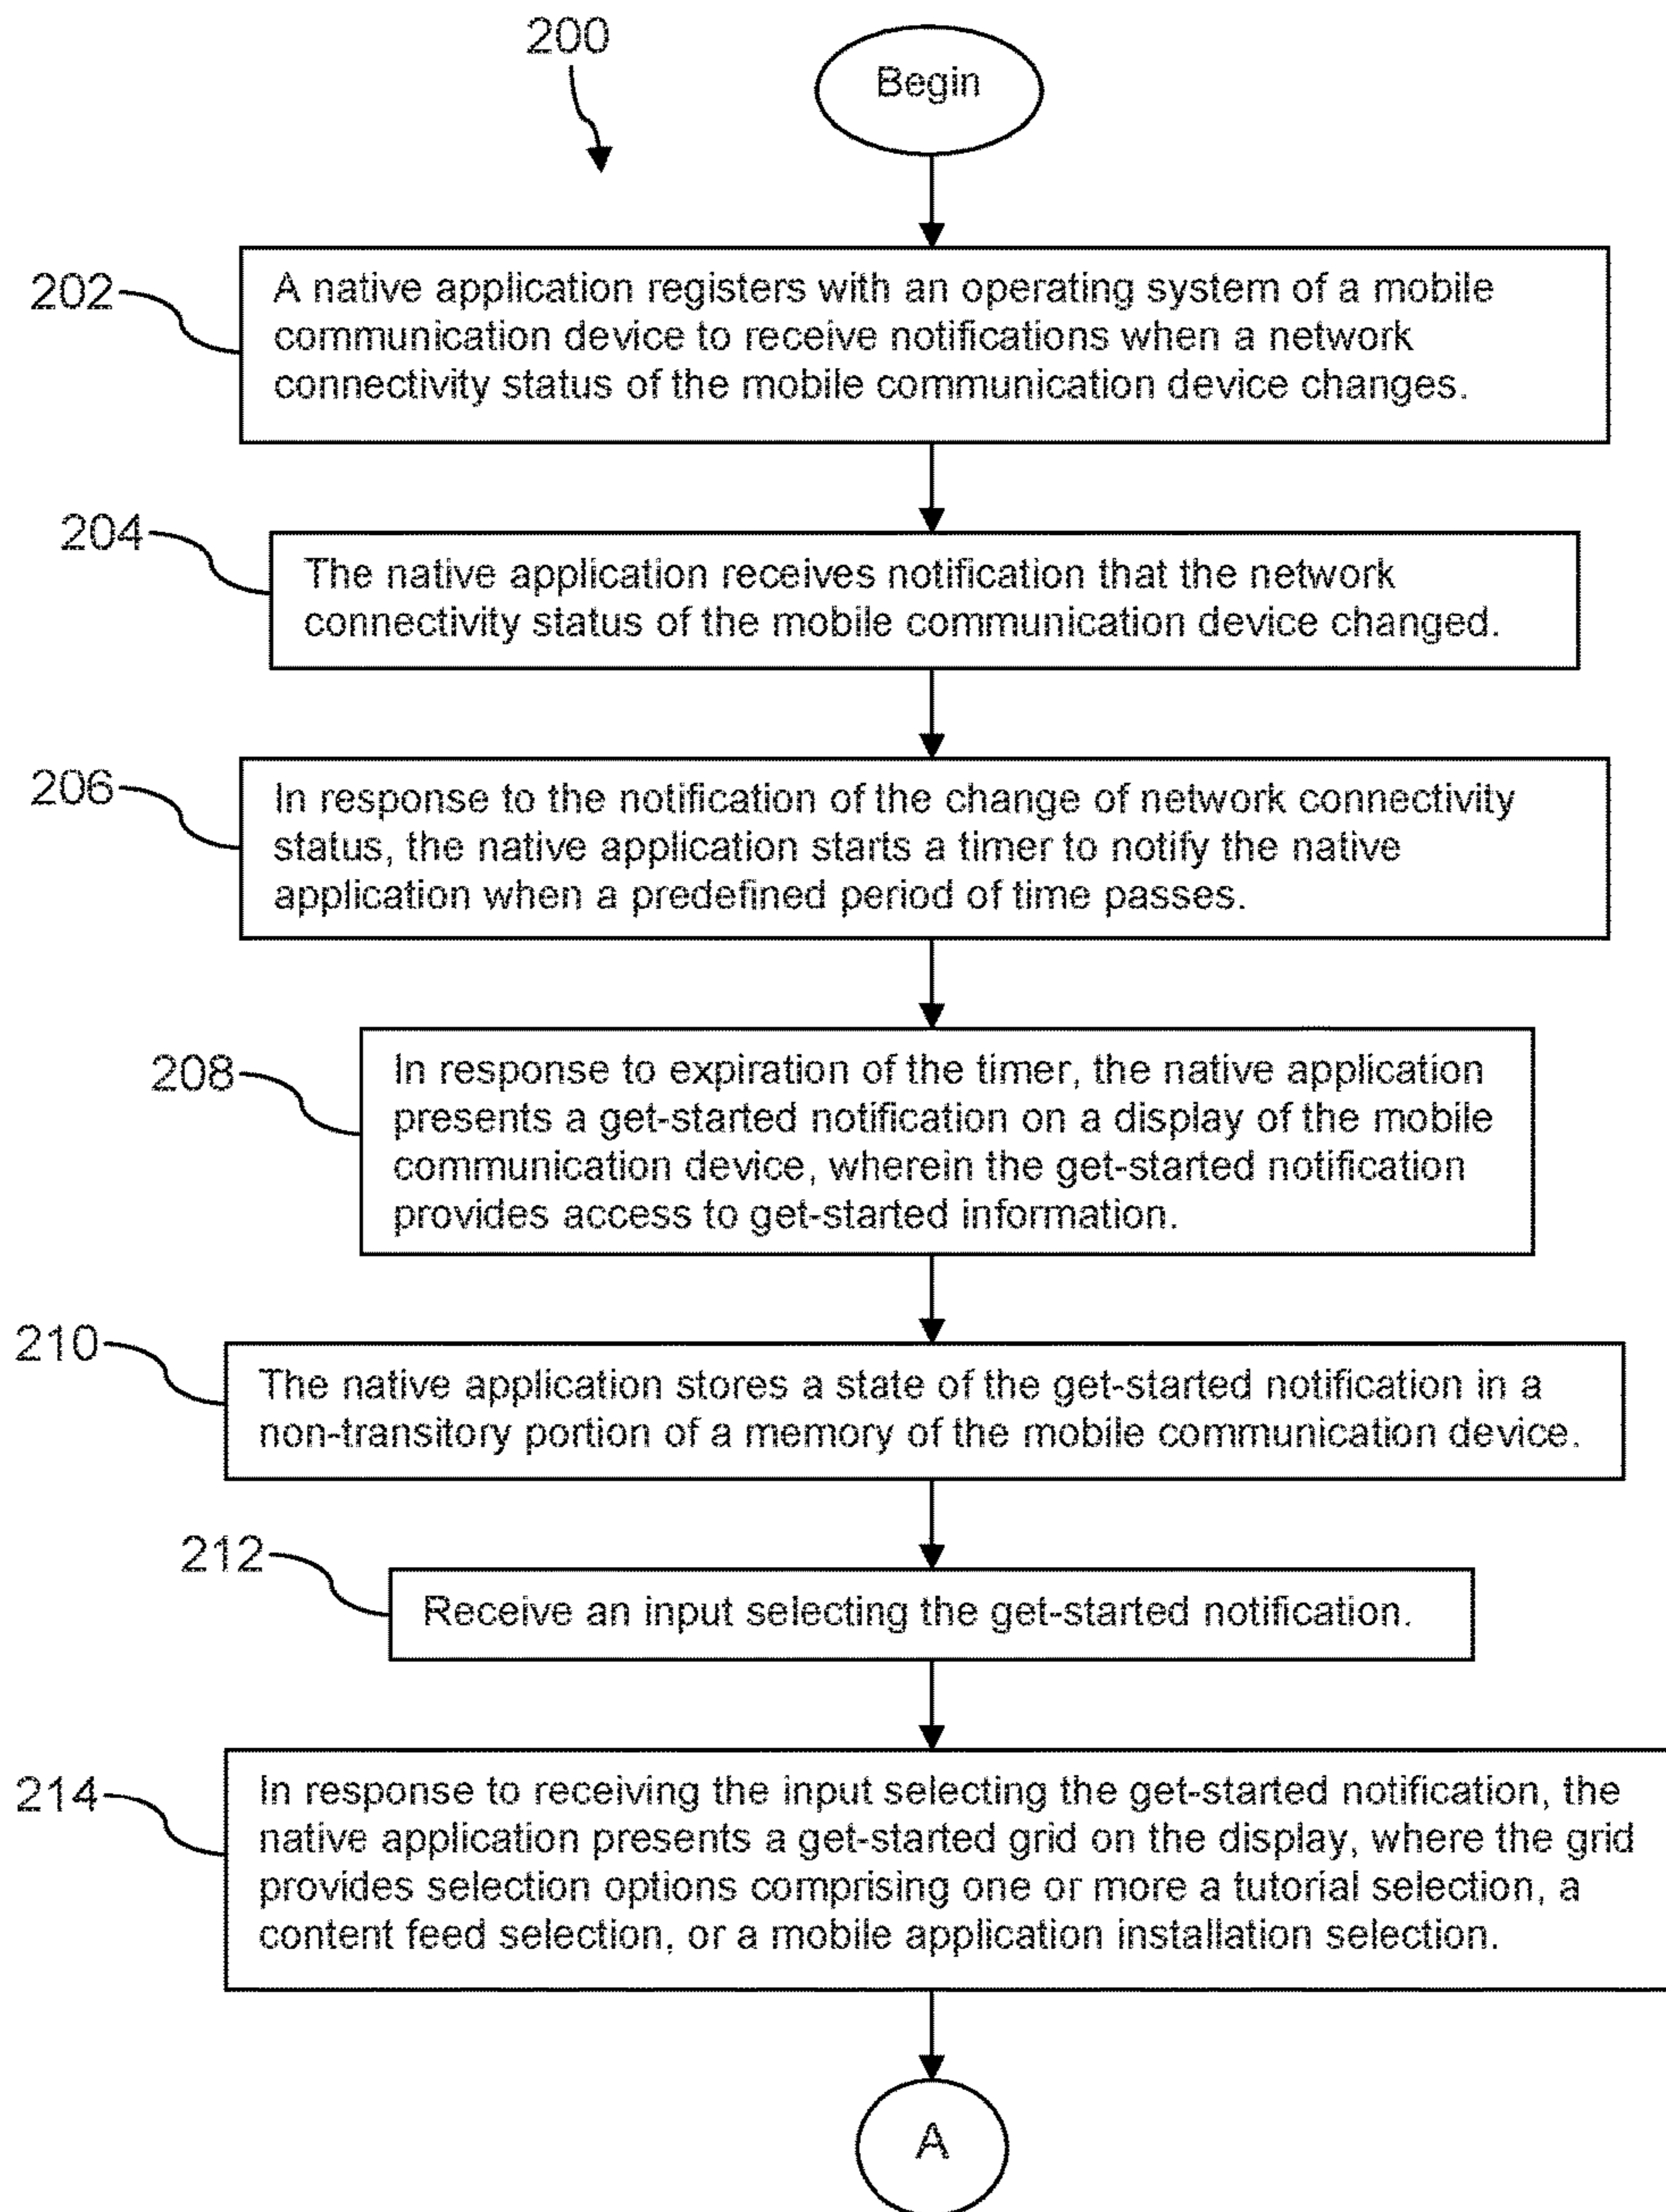 200
Begin
202
A native application registers with an operating system of a mobile
communication device to receive notifications when a network
connectivity status of the mobile communication device changes.
204
The native application receives notification that the network
connectivity status of the mobile communication device changed.
206
In response to the notification of the change of network connectivity
status, the native application starts a timer to notify the native
application when a predefined period of time passes.
208
In response to expiration of the timer, the native application
presents a get-started notification on a display of the mobile
communication device, wherein the get-started notification
provides access to get-started information.
210
The native application stores a state of the get-started notification in a
non-transitory portion of a memory of the mobile communication device.
212
Receive an input selecting the get-started notification.
214
In response to receiving the input selecting the get-started notification, the
native application presents a get-started grid on the display, where the grid
provides selection options comprising one or more a tutorial selection, a
content feed selection, or a mobile application installation selection.
A